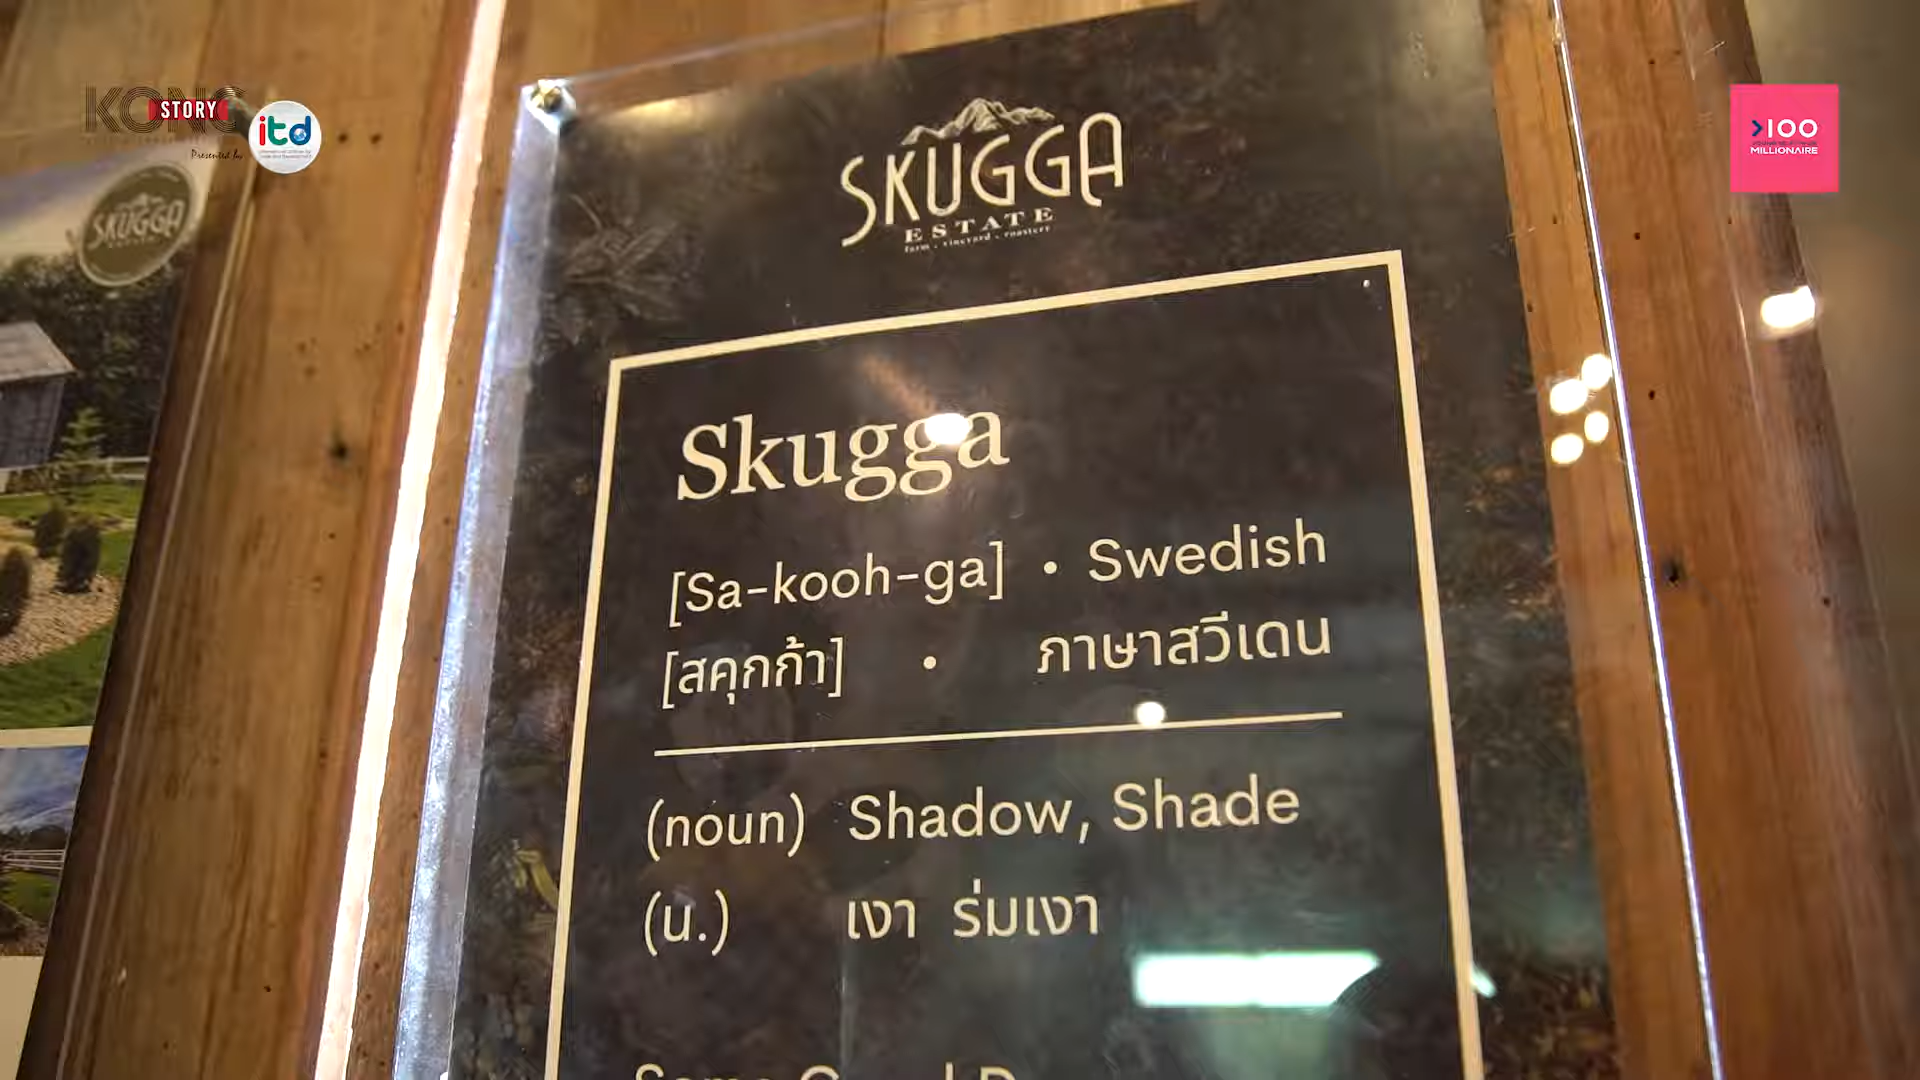 KONG
STORY
Presented by
itd
>100
MILLIONAIRE
SKUGGA
SKUGGA
ESTATE
farm · vineyard · roastery
Skugga
[Sa-kooh-ga] • Swedish
[สคุกก้า] • ภาษาสวีเดน
(noun) Shadow, Shade
(น.) เงา ร่มเงา